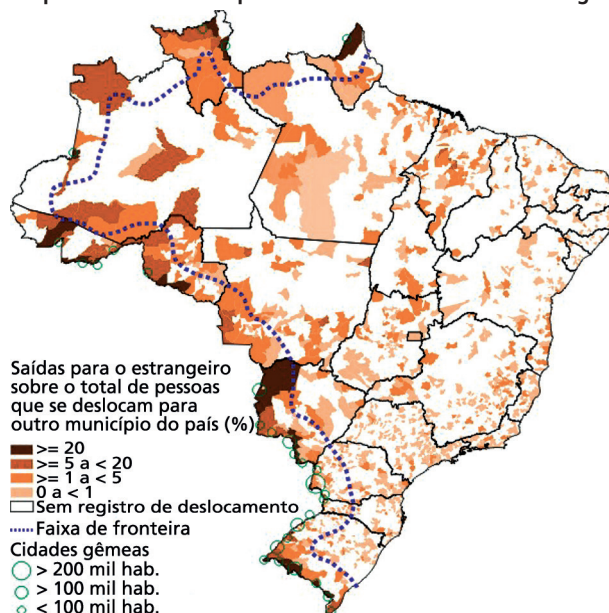 Saídas para o estrangeiro
sobre o total de pessoas
que se deslocam para
outro município do país (%)
>= 20
>= 5 a < 20
>= 1 a < 5
0 a < 1
Sem registro de deslocamento
Faixa de fronteira
Cidades gêmeas
> 200 mil hab.
> 100 mil hab.
< 100 mil hab.